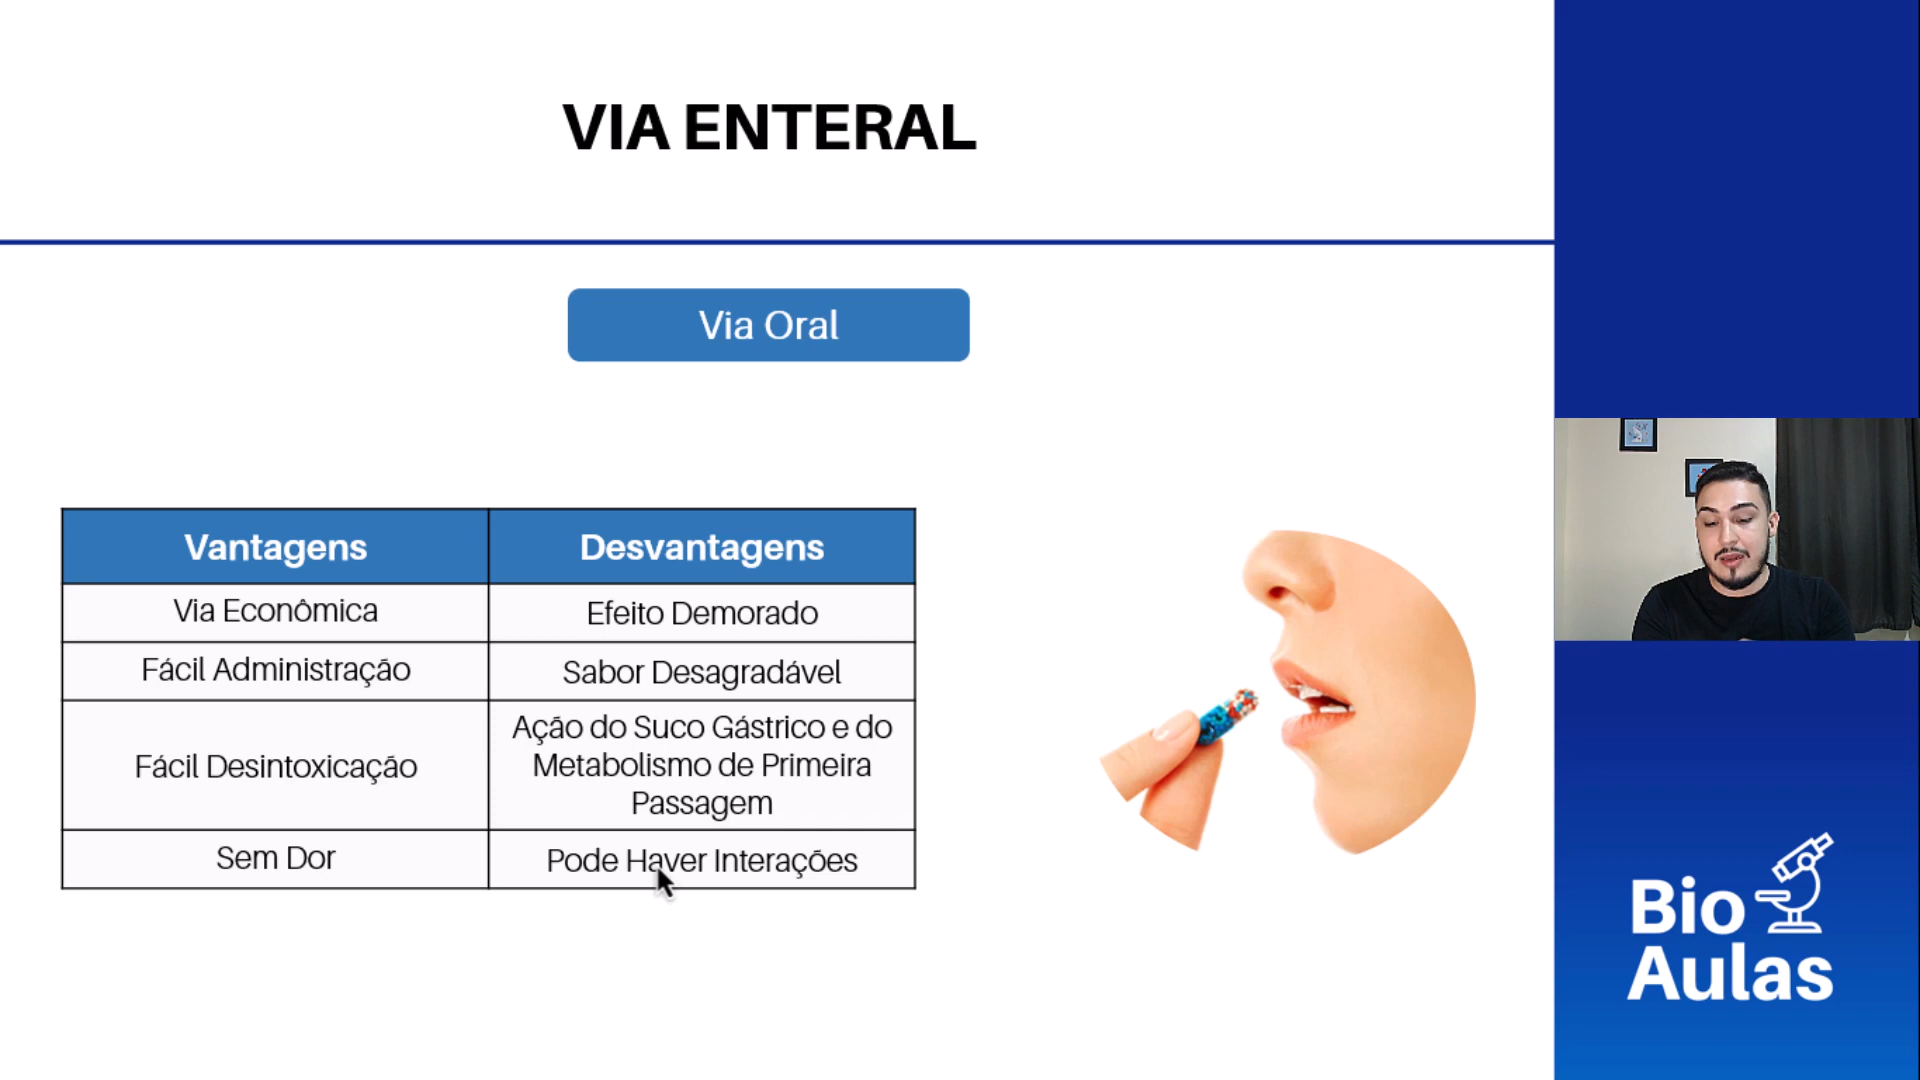 VIA ENTERAL
Via Oral
Vantagens
Desvantagens
Via Econômica
Efeito Demorado
Fácil Administração
Sabor Desagradável
Fácil Desintoxicação
Ação do Suco Gástrico e do
Metabolismo de Primeira
Passagem
Sem Dor
Pode Haver Interações
Bio
Aulas